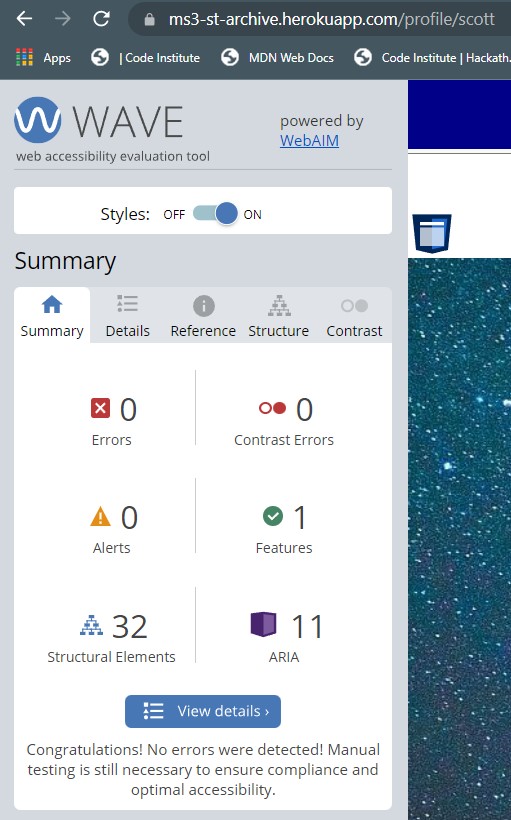 ms3-st-archive.herokuapp.com/profile/scott
Apps | Code Institute MDN Web Docs Code Institute | Hackath.
WAVE
web accessibility evaluation tool
powered by
WebAIM
Styles: OFF ON
Summary
Summary Details Reference Structure Contrast
0 0
Errors Contrast Errors
0 1
Alerts Features
32 11
Structural Elements ARIA
View details ›
Congratulations! No errors were detected! Manual
testing is still necessary to ensure compliance and
optimal accessibility.